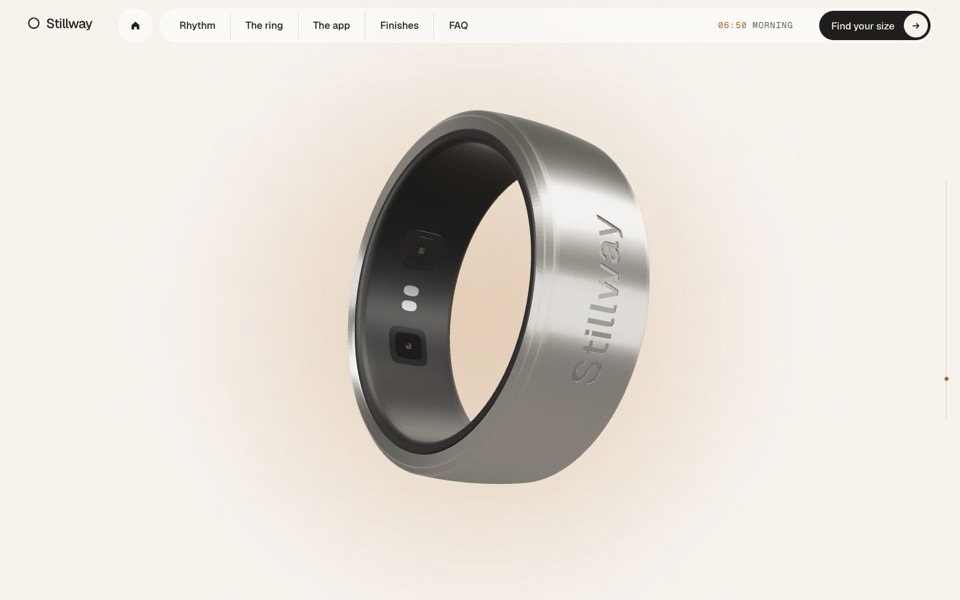 Stillway
Rhythm
The ring
The app
Finishes
FAQ
06:50 MORNING
Find your size
Stillway